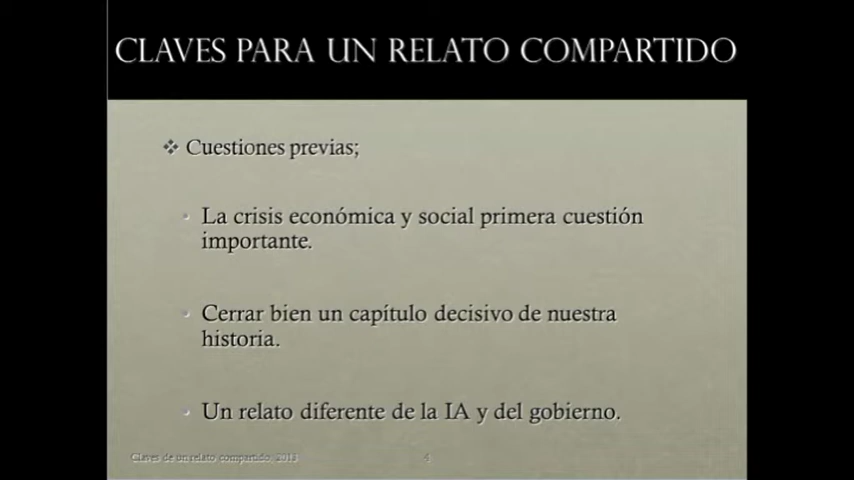 CLAVES PARA UN RELATO COMPARTIDO
Cuestiones previas;
La crisis económica y social primera cuestión
importante.
Cerrar bien un capítulo decisivo de nuestra
historia.
Un relato diferente de la IA y del gobierno.
Claves de un relato compartido, 2013
4